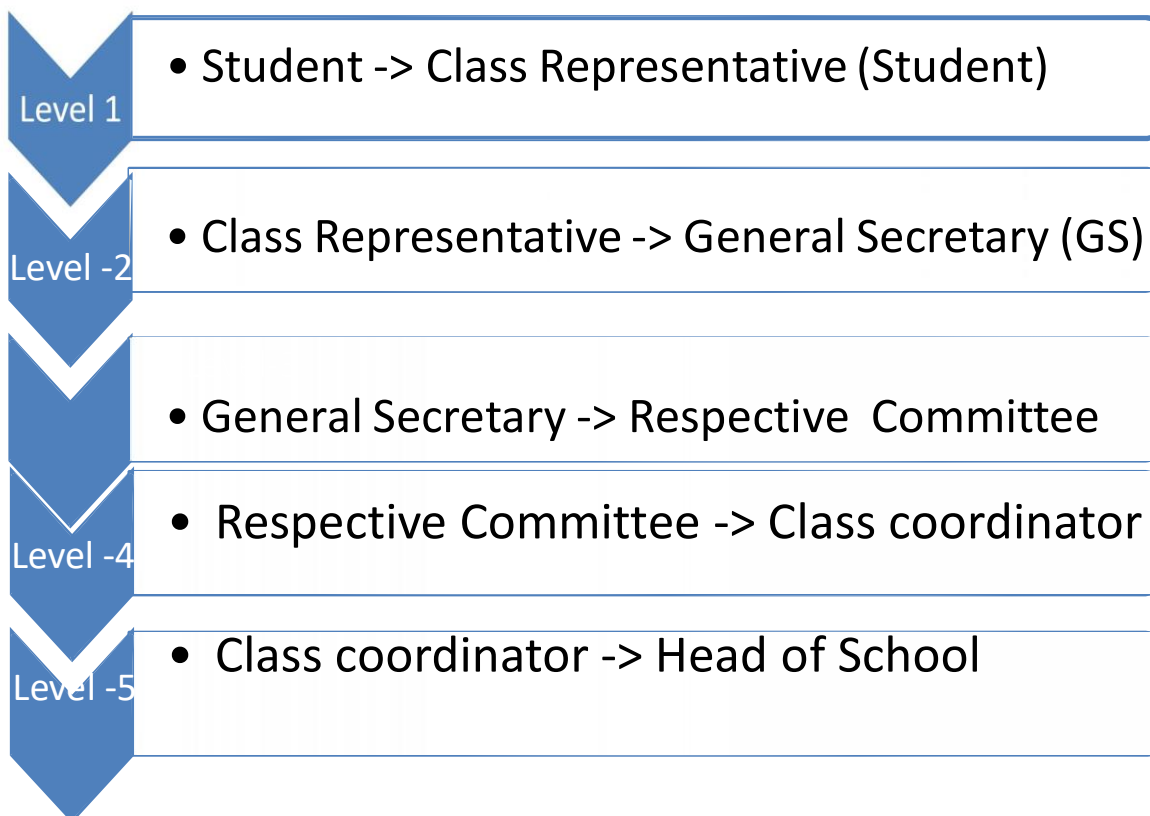 Level 1
• Student -> Class Representative (Student)
Level -2
• Class Representative -> General Secretary (GS)
• General Secretary -> Respective Committee
Level -4
• Respective Committee -> Class coordinator
Level -5
• Class coordinator -> Head of School